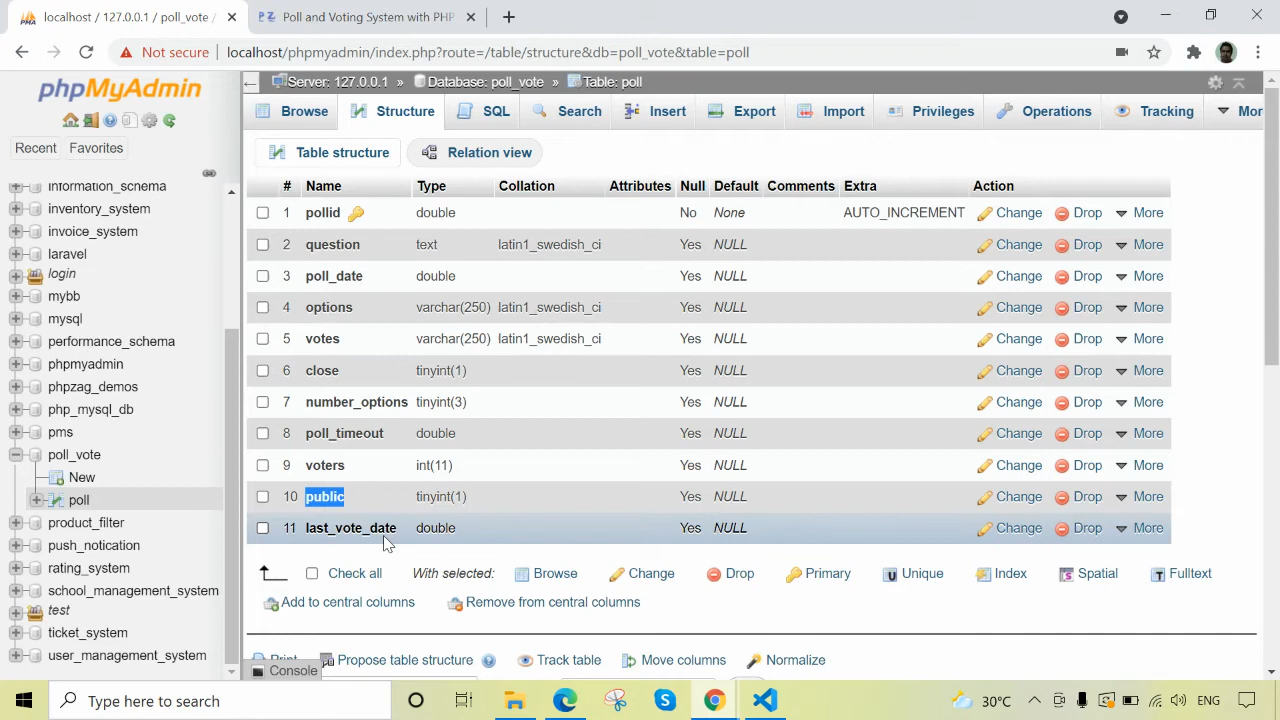 localhost / 127.0.0.1 / poll_vote /
Poll and Voting System with PHP
Not secure
localhost/phpmyadmin/index.php?route=/table/structure&db=poll_vote&table=poll
phpMyAdmin
Recent
Favorites
information_schema
inventory_system
invoice_system
laravel
login
mybb
mysql
performance_schema
phpmyadmin
phpzag_demos
php_mysql_db
pms
poll_vote
New
poll
product_filter
push_notication
rating_system
school_management_system
test
ticket_system
user_management_system
Server: 127.0.0.1 » Database: poll_vote » Table: poll
Browse Structure SQL Search Insert Export Import Privileges Operations Tracking Mor
Table structure Relation view
# Name Type Collation Attributes Null Default Comments Extra Action
1 pollid double No None AUTO_INCREMENT Change Drop More
2 question text latin1_swedish_ci Yes NULL Change Drop More
3 poll_date double Yes NULL Change Drop More
4 options varchar(250) latin1_swedish_ci Yes NULL Change Drop More
5 votes varchar(250) latin1_swedish_ci Yes NULL Change Drop More
6 close tinyint(1) Yes NULL Change Drop More
7 number_options tinyint(3) Yes NULL Change Drop More
8 poll_timeout double Yes NULL Change Drop More
9 voters int(11) Yes NULL Change Drop More
10 public tinyint(1) Yes NULL Change Drop More
11 last_vote_date double Yes NULL Change Drop More
Check all With selected: Browse Change Drop Primary Unique Index Spatial Fulltext
Add to central columns Remove from central columns
Print Propose table structure Track table Move columns Normalize
Console
Type here to search
30°C
ENG